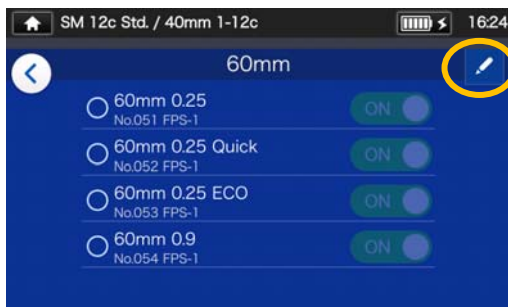 SM 12c Std. / 40mm 1-12c 16:24
60mm
60mm 0.25 ON
No.051 FPS-1
60mm 0.25 Quick ON
No.052 FPS-1
60mm 0.25 ECO ON
No.053 FPS-1
60mm 0.9 ON
No.054 FPS-1